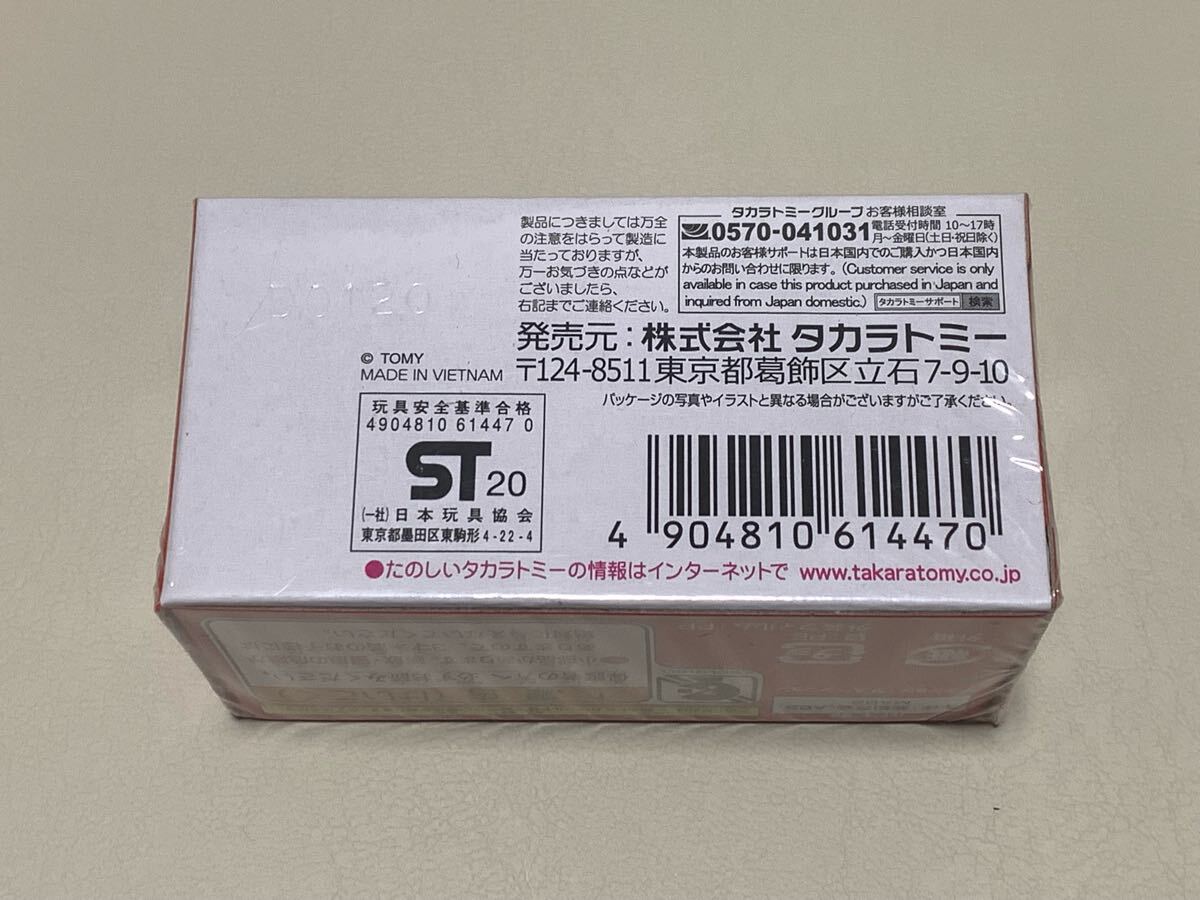 製品につきましては万全
の注意をはらって製造に
当たっておりますが、
万一お気づきの点などが
ございましたら、
右記までご連絡ください。
タカラトミーグループ お客様相談室
0570-041031 電話受付時間 10〜17時
月〜金曜日(土日・祝日除く)
本製品のお客様サポートは日本国内でのご購入かつ日本国内
からのお問い合わせに限ります。(Customer service is only
available in case this product purchased in Japan and
inquired from Japan domestic.) タカラトミーサポート 検索
発売元:株式会社 タカラトミー
〒124-8511東京都葛飾区立石7-9-10
パッケージの写真やイラストと異なる場合がございますがご了承ください。
© TOMY
MADE IN VIETNAM
玩具安全基準合格
4904810 61447 0
ST 20
(一社)日本玩具協会
東京都墨田区東駒形4-22-4
4 904810 614470
●たのしいタカラトミーの情報はインターネットで www.takaratomy.co.jp